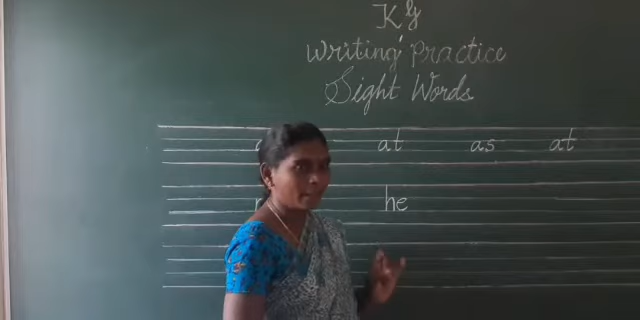 KG
Writing Practice
Sight Words
at as at
he